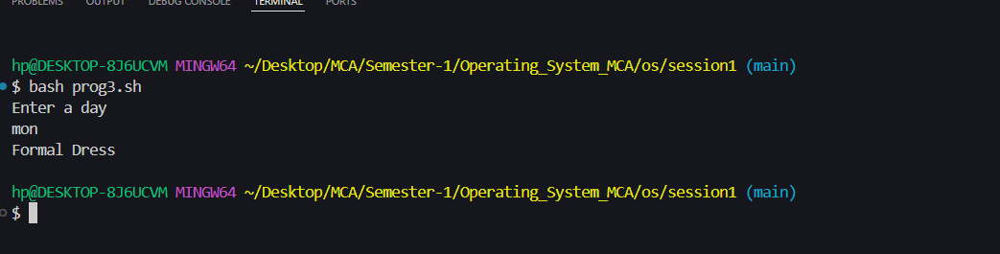 PROBLEMS OUTPUT DEBUG CONSOLE TERMINAL PORTS
hp@DESKTOP-8J6UCVM MINGW64 ~/Desktop/MCA/Semester-1/Operating_System_MCA/os/session1 (main)
$ bash prog3.sh
Enter a day
mon
Formal Dress
hp@DESKTOP-8J6UCVM MINGW64 ~/Desktop/MCA/Semester-1/Operating_System_MCA/os/session1 (main)
$